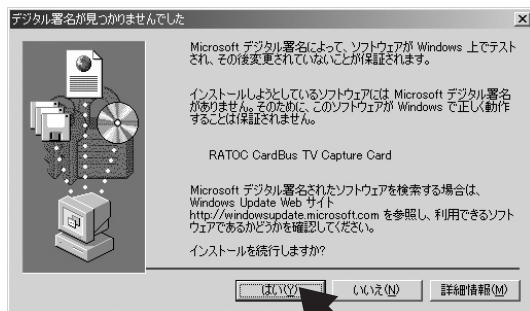 デジタル署名が見つかりませんでした
Microsoft デジタル署名によって、ソフトウェアが Windows 上でテスト
され、その後変更されていないことが保証されます。
インストールしようとしているソフトウェアには Microsoft デジタル署名
がありません。そのために、このソフトウェアが Windows で正しく動作
することは保証されません。
RATOC CardBus TV Capture Card
Microsoft デジタル署名されたソフトウェアを検索する場合は、
Windows Update Web サイト
http://windowsupdate.microsoft.com を参照し、利用できるソフト
ウェアであるかどうかを確認してください。
インストールを続行しますか?
はい(Y) いいえ(N) 詳細情報(M)